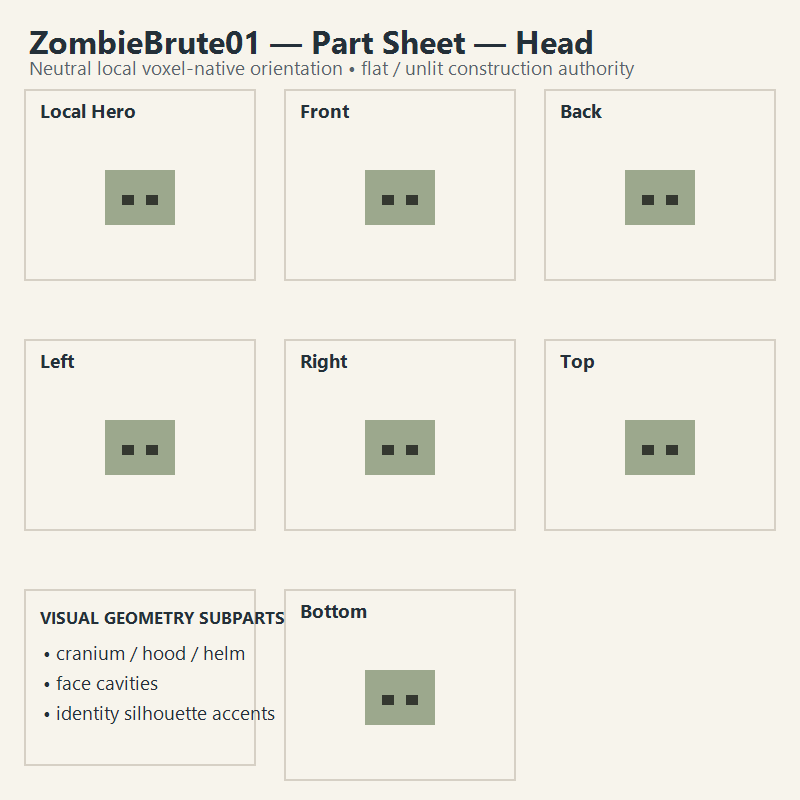 ZombieBrute01 — Part Sheet — Head
Neutral local voxel-native orientation • flat / unlit construction authority
Local Hero
Front
Back
Left
Right
Top
VISUAL GEOMETRY SUBPARTS
• cranium / hood / helm
• face cavities
• identity silhouette accents
Bottom